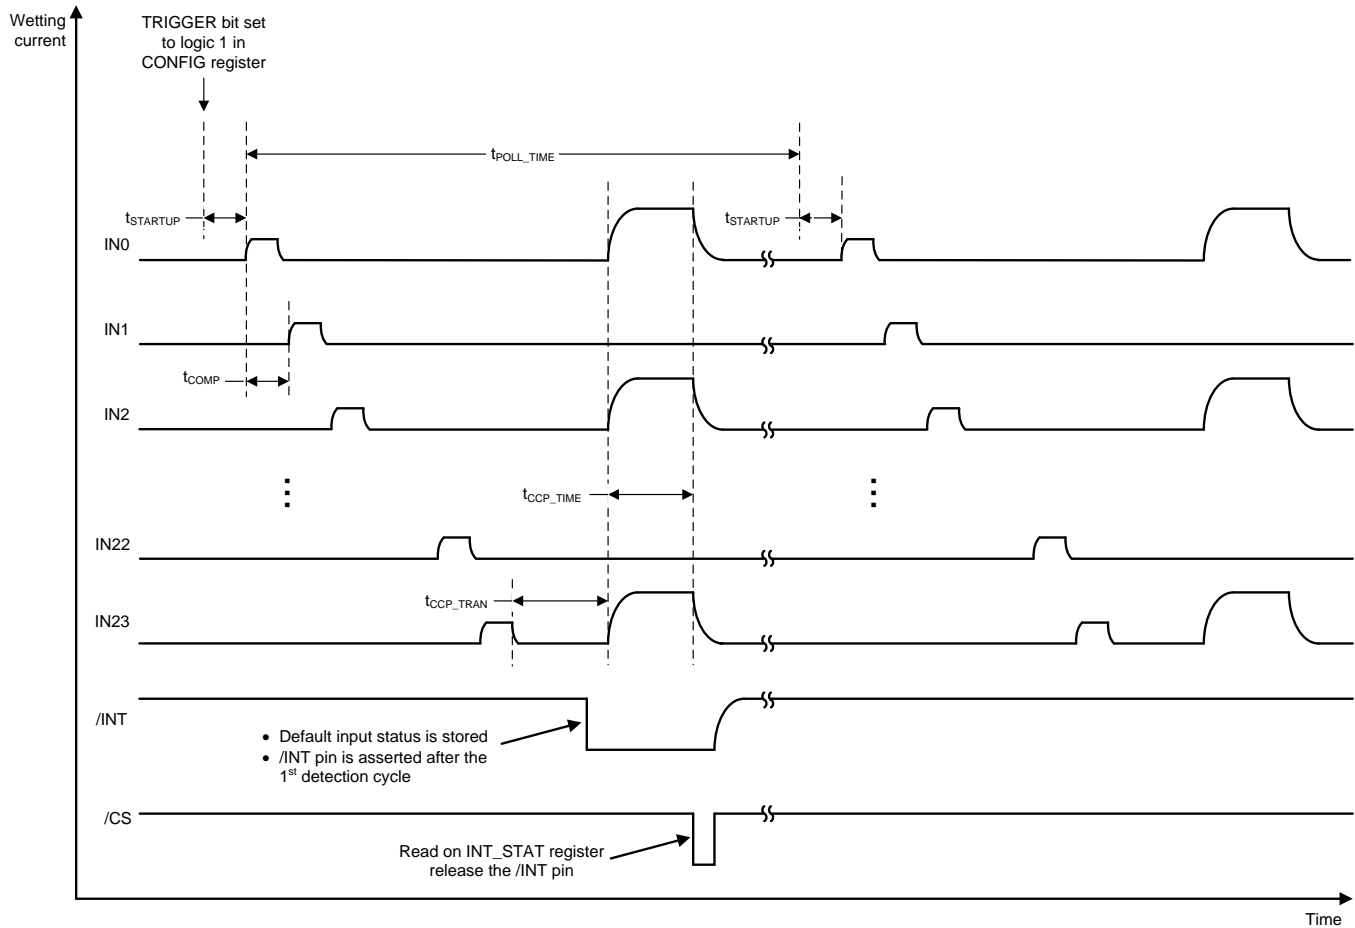 Wetting
current
TRIGGER bit set
to logic 1 in
CONFIG register
tPOLL_TIME
tSTARTUP
tSTARTUP
IN0
IN1
tCOMP
IN2
tCCP_TIME
IN22
tCCP_TRAN
IN23
/INT
• Default input status is stored
• /INT pin is asserted after the
1st detection cycle
/CS
Read on INT_STAT register
release the /INT pin
Time